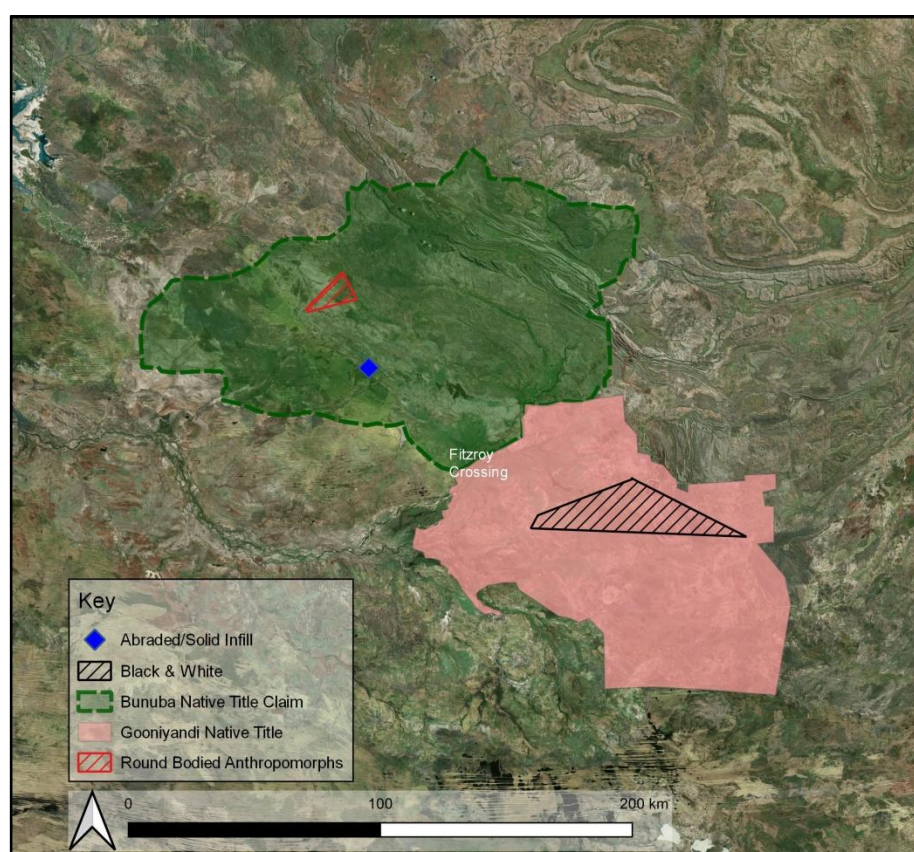 Fitzroy
Crossing
Key
Abraded/Solid Infill
Black & White
Bunuba Native Title Claim
Gooniyandi Native Title
Round Bodied Anthropomorphs
0 100 200 km